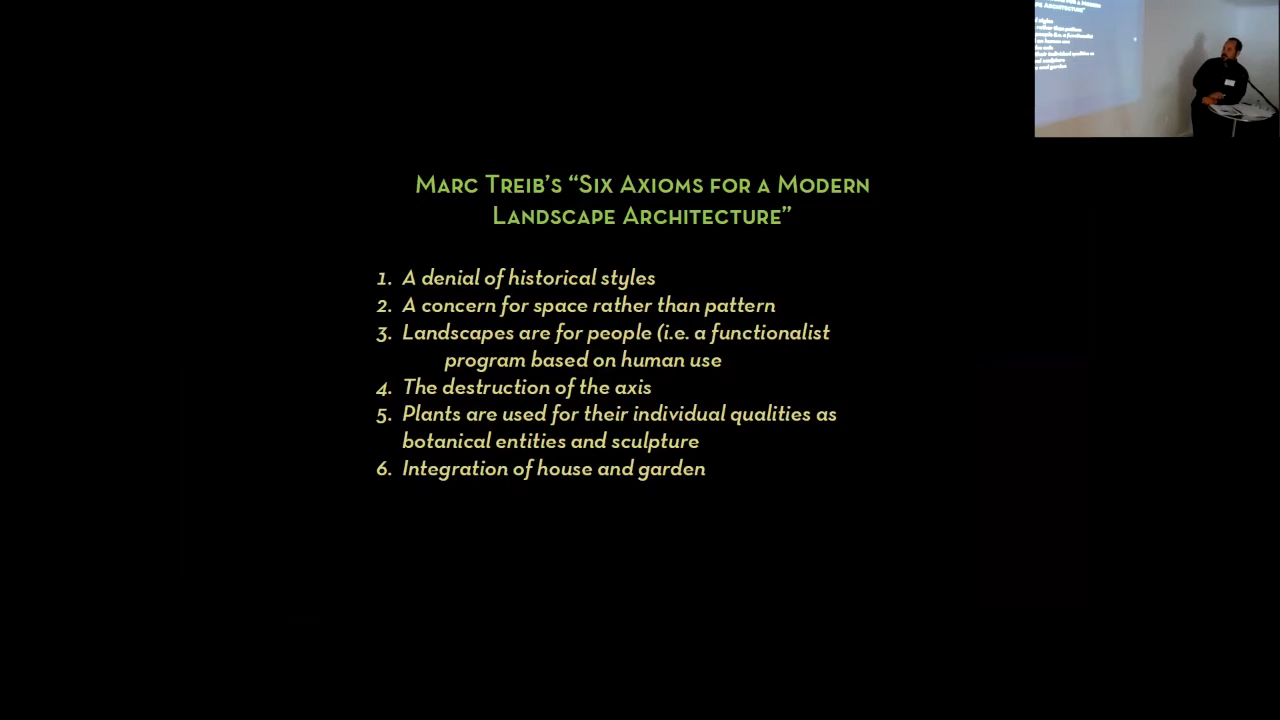 Marc Treib's “Six Axioms for a Modern
Landscape Architecture”
1. A denial of historical styles
2. A concern for space rather than pattern
3. Landscapes are for people (i.e. a functionalist
program based on human use
4. The destruction of the axis
5. Plants are used for their individual qualities as
botanical entities and sculpture
6. Integration of house and garden